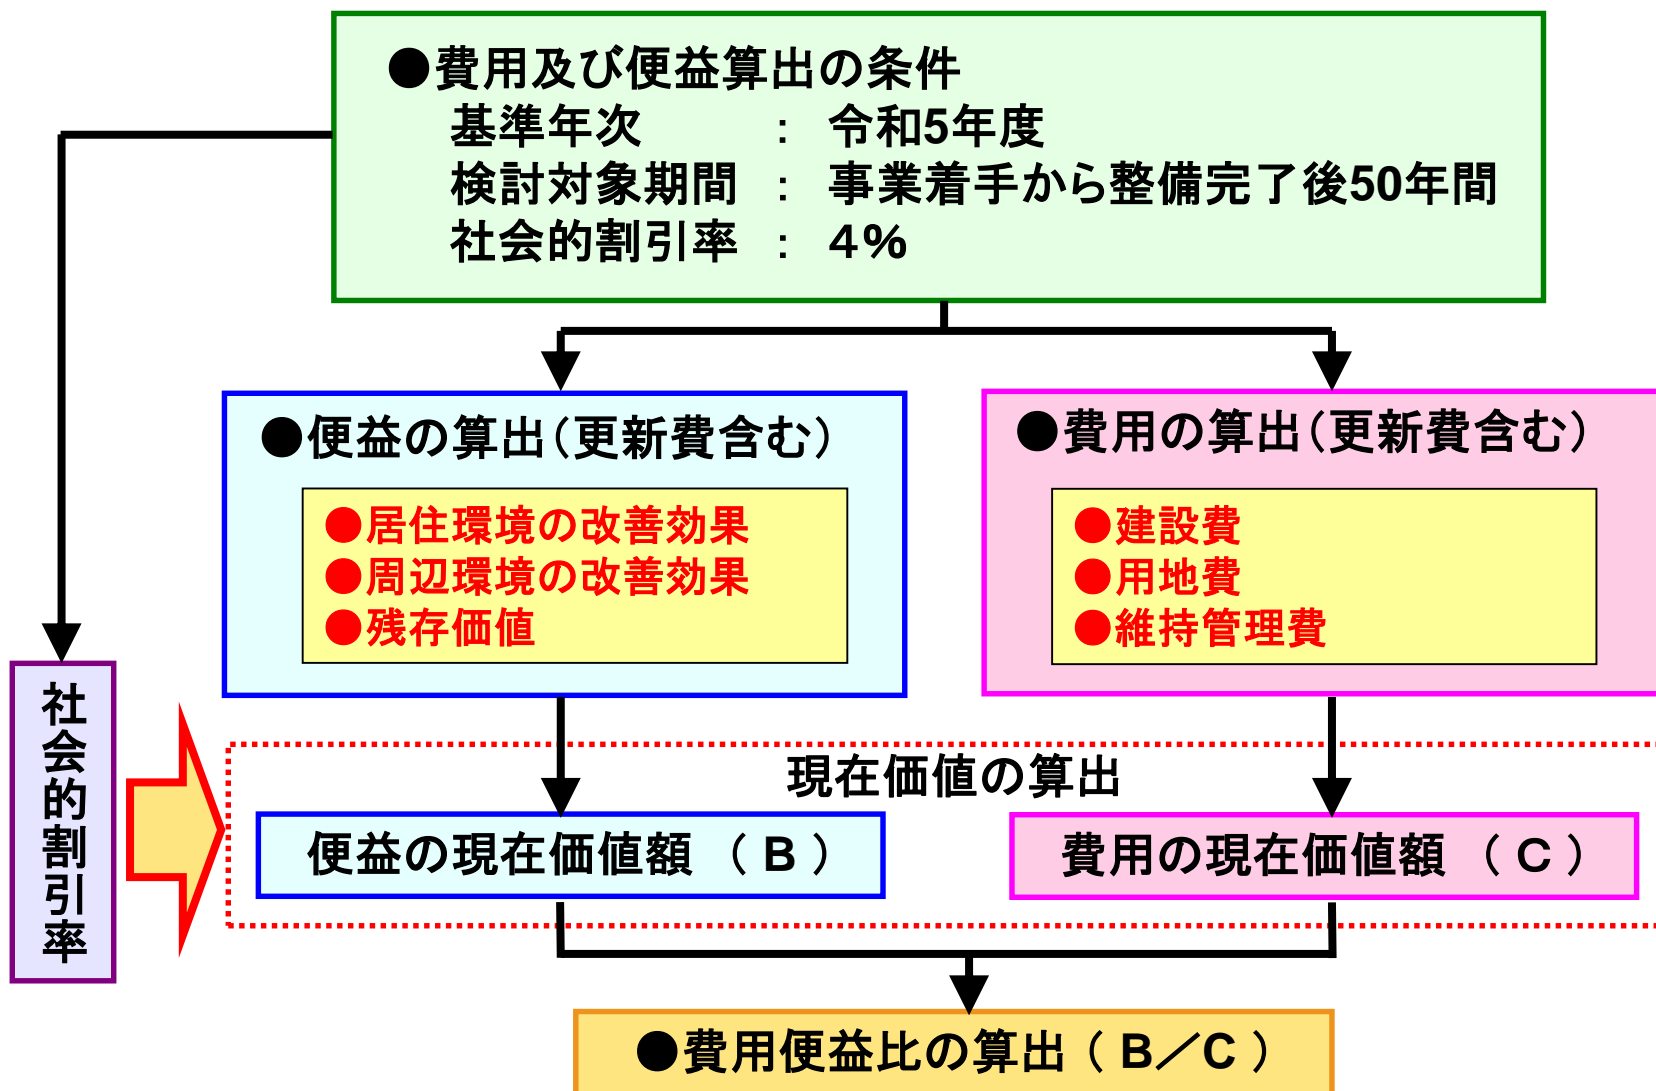 ●費用及び便益算出の条件
基準年次 : 令和5年度
検討対象期間 : 事業着手から整備完了後50年間
社会的割引率 : 4%
●便益の算出(更新費含む)
●居住環境の改善効果
●周辺環境の改善効果
●残存価値
●費用の算出(更新費含む)
●建設費
●用地費
●維持管理費
社会的割引率
現在価値の算出
便益の現在価値額 ( B )
費用の現在価値額 ( C )
●費用便益比の算出 ( B/C )